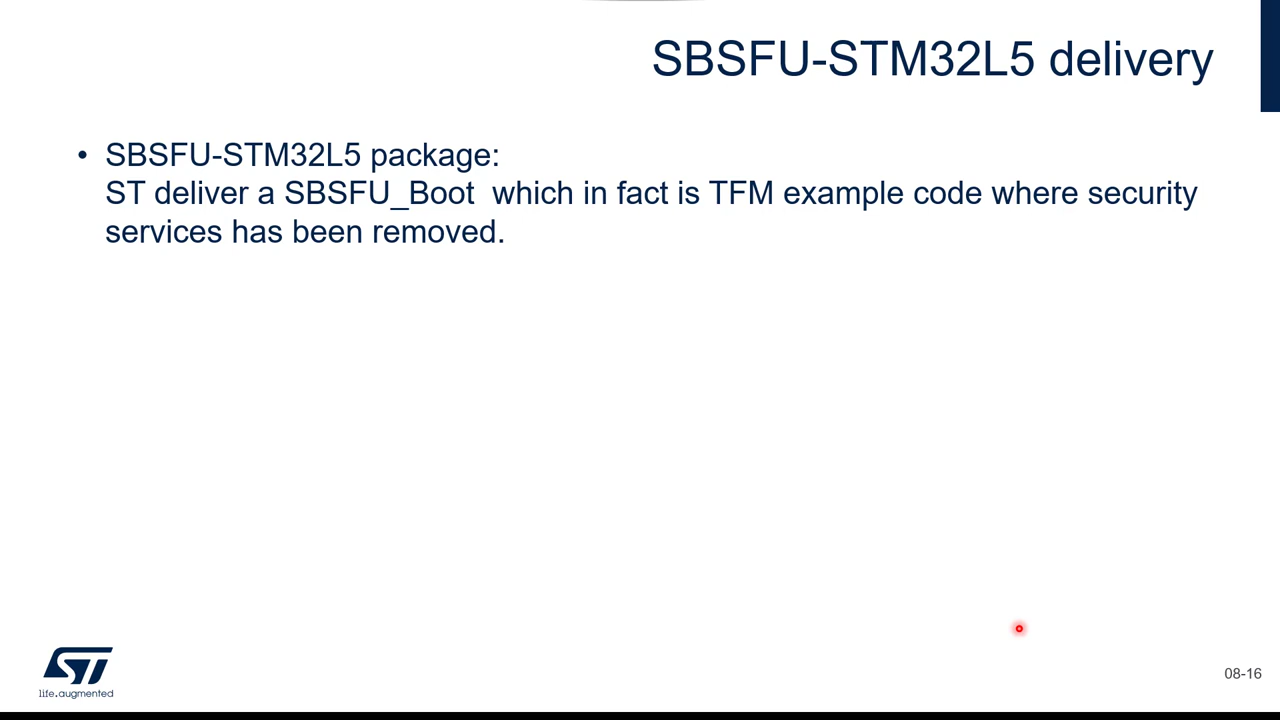 SBSFU-STM32L5 delivery
• SBSFU-STM32L5 package:
ST deliver a SBSFU_Boot  which in fact is TFM example code where security
services has been removed.
ST
life.augmented
08-16